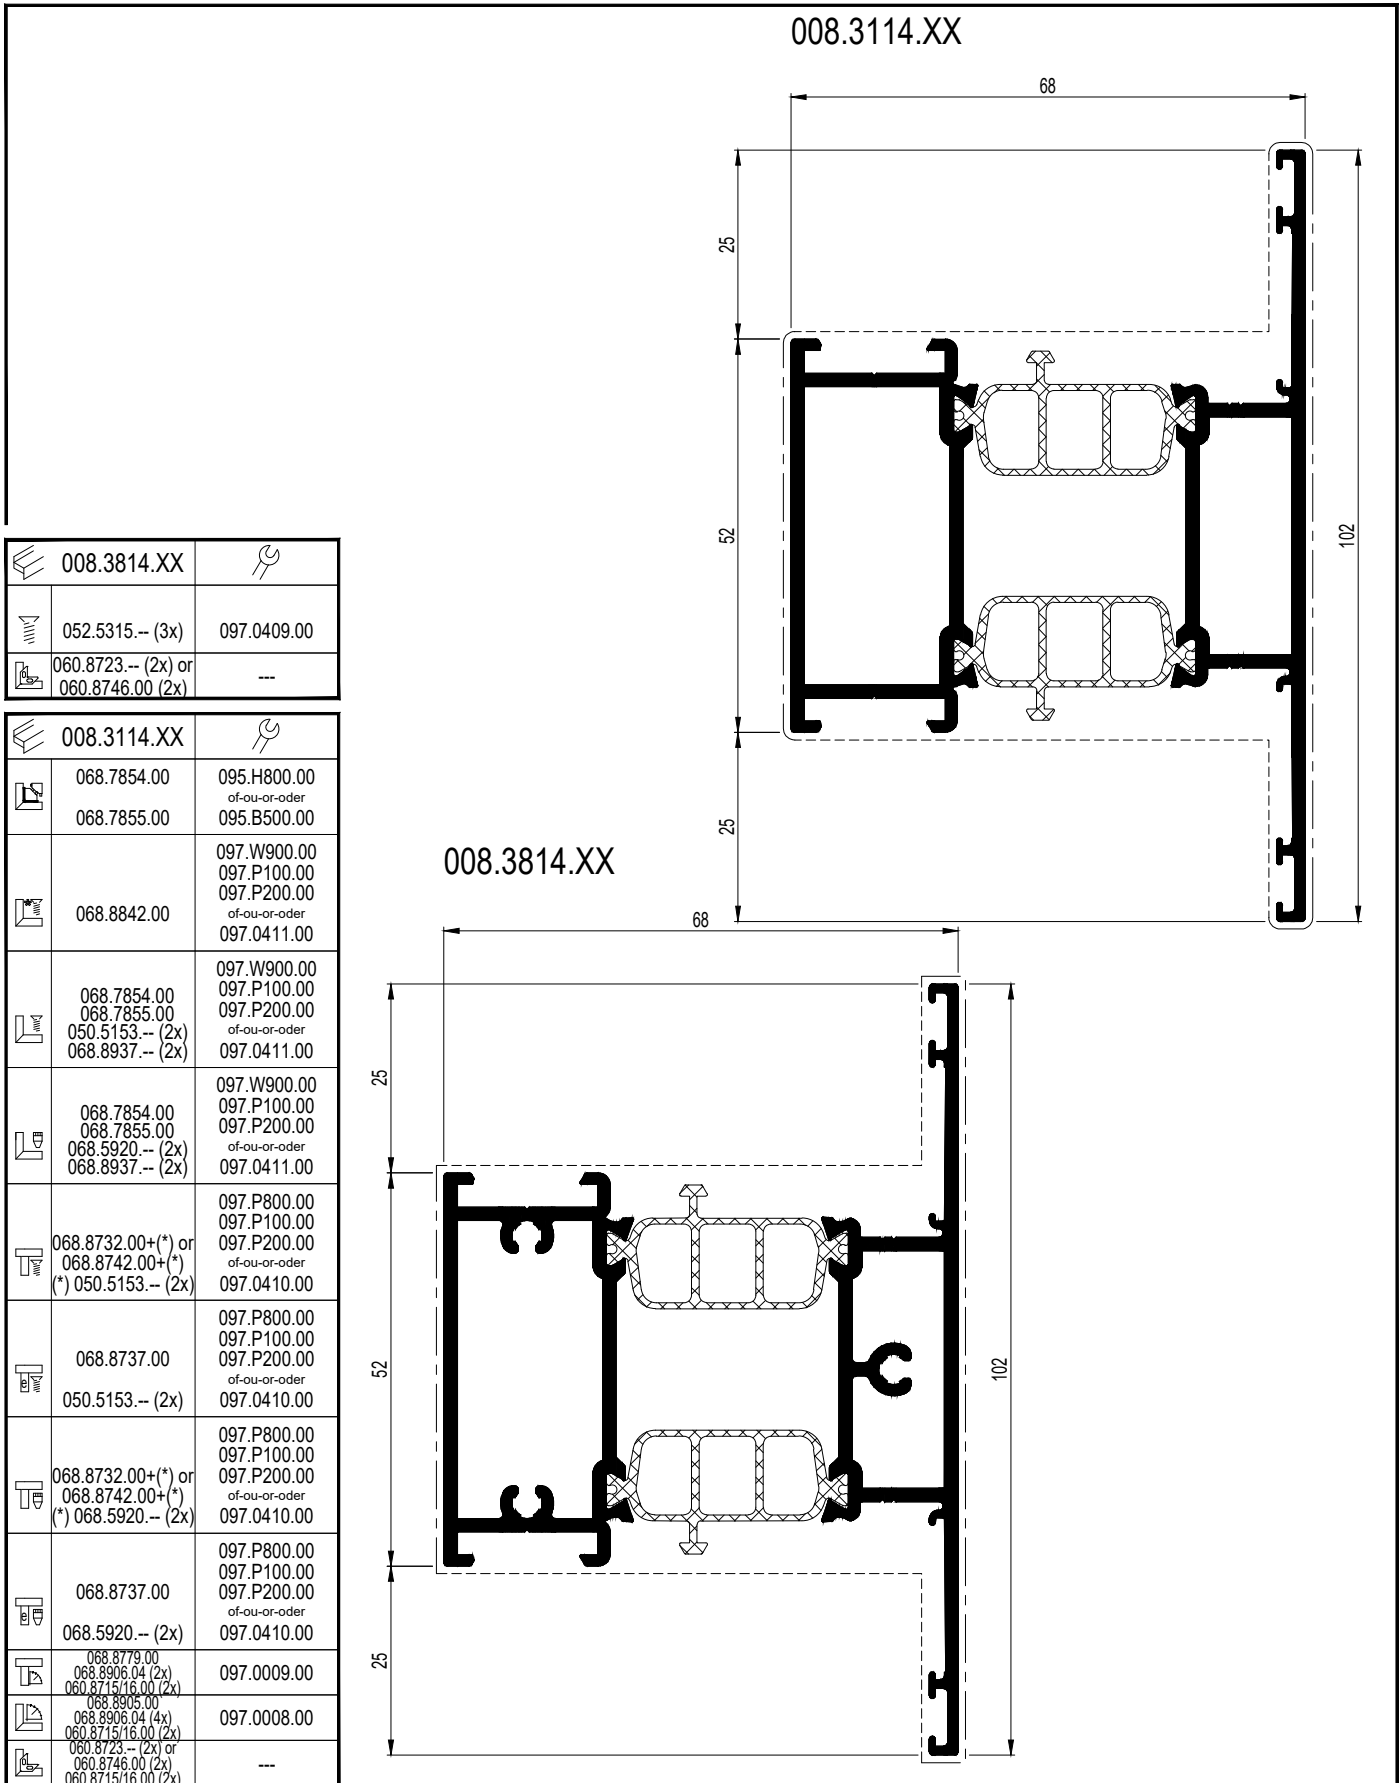 008.3114.XX
68
25
52
25
102
008.3814.XX
052.5315.-- (3x) 097.0409.00
060.8723.-- (2x) or
060.8746.00 (2x)
---
008.3114.XX
068.7854.00
068.7855.00
095.H800.00
of-ou-or-oder
095.B500.00
068.8842.00
097.W900.00
097.P100.00
097.P200.00
of-ou-or-oder
097.0411.00
068.7854.00
068.7855.00
050.5153.-- (2x)
068.8937.-- (2x)
097.W900.00
097.P100.00
097.P200.00
of-ou-or-oder
097.0411.00
068.7854.00
068.7855.00
068.5920.-- (2x)
068.8937.-- (2x)
097.W900.00
097.P100.00
097.P200.00
of-ou-or-oder
097.0411.00
068.8732.00+(*) or
068.8742.00+(*)
(*) 050.5153.-- (2x)
097.P800.00
097.P100.00
097.P200.00
of-ou-or-oder
097.0410.00
e
068.8737.00
050.5153.-- (2x)
097.P800.00
097.P100.00
097.P200.00
of-ou-or-oder
097.0410.00
068.8732.00+(*) or
068.8742.00+(*)
(*) 068.5920.-- (2x)
097.P800.00
097.P100.00
097.P200.00
of-ou-or-oder
097.0410.00
e
068.8737.00
068.5920.-- (2x)
097.P800.00
097.P100.00
097.P200.00
of-ou-or-oder
097.0410.00
068.8779.00
068.8906.04 (2x)
060.8715/16.00 (2x)
097.0009.00
068.8905.00
068.8906.04 (4x)
060.8715/16.00 (2x)
097.0008.00
060.8723.-- (2x) or
060.8746.00 (2x)
060.8715/16.00 (2x)
---
008.3814.XX
68
25
52
25
102